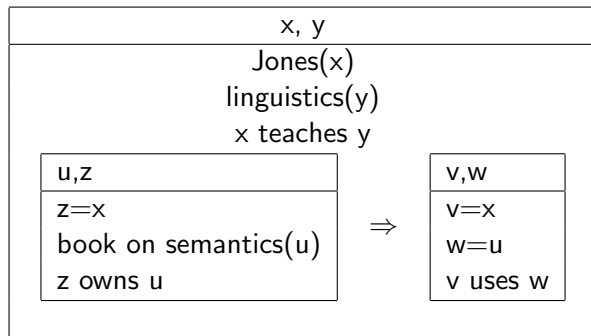 x, y
Jones(x)
linguistics(y)
x teaches y
u,z
z=x
book on semantics(u)
z owns u
⇒
v,w
v=x
w=u
v uses w